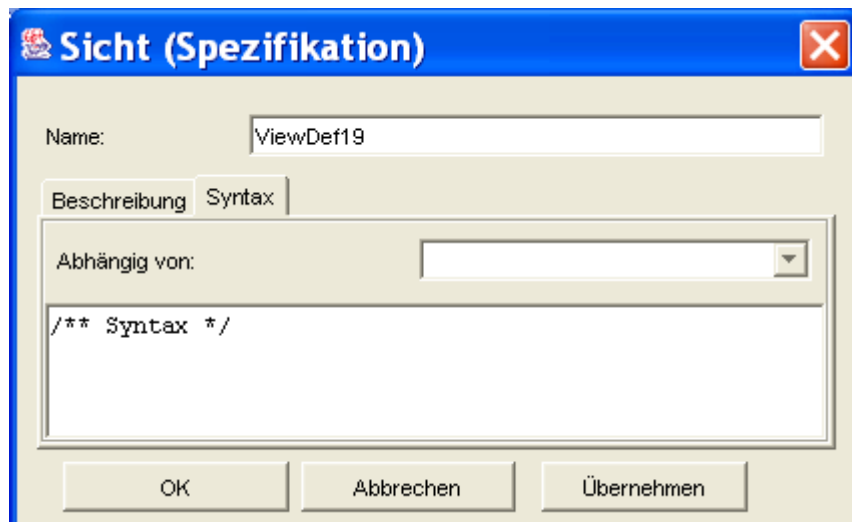 Sicht (Spezifikation)
Name: ViewDef19
Beschreibung Syntax
Abhängig von:
/** Syntax */
OK Abbrechen Übernehmen